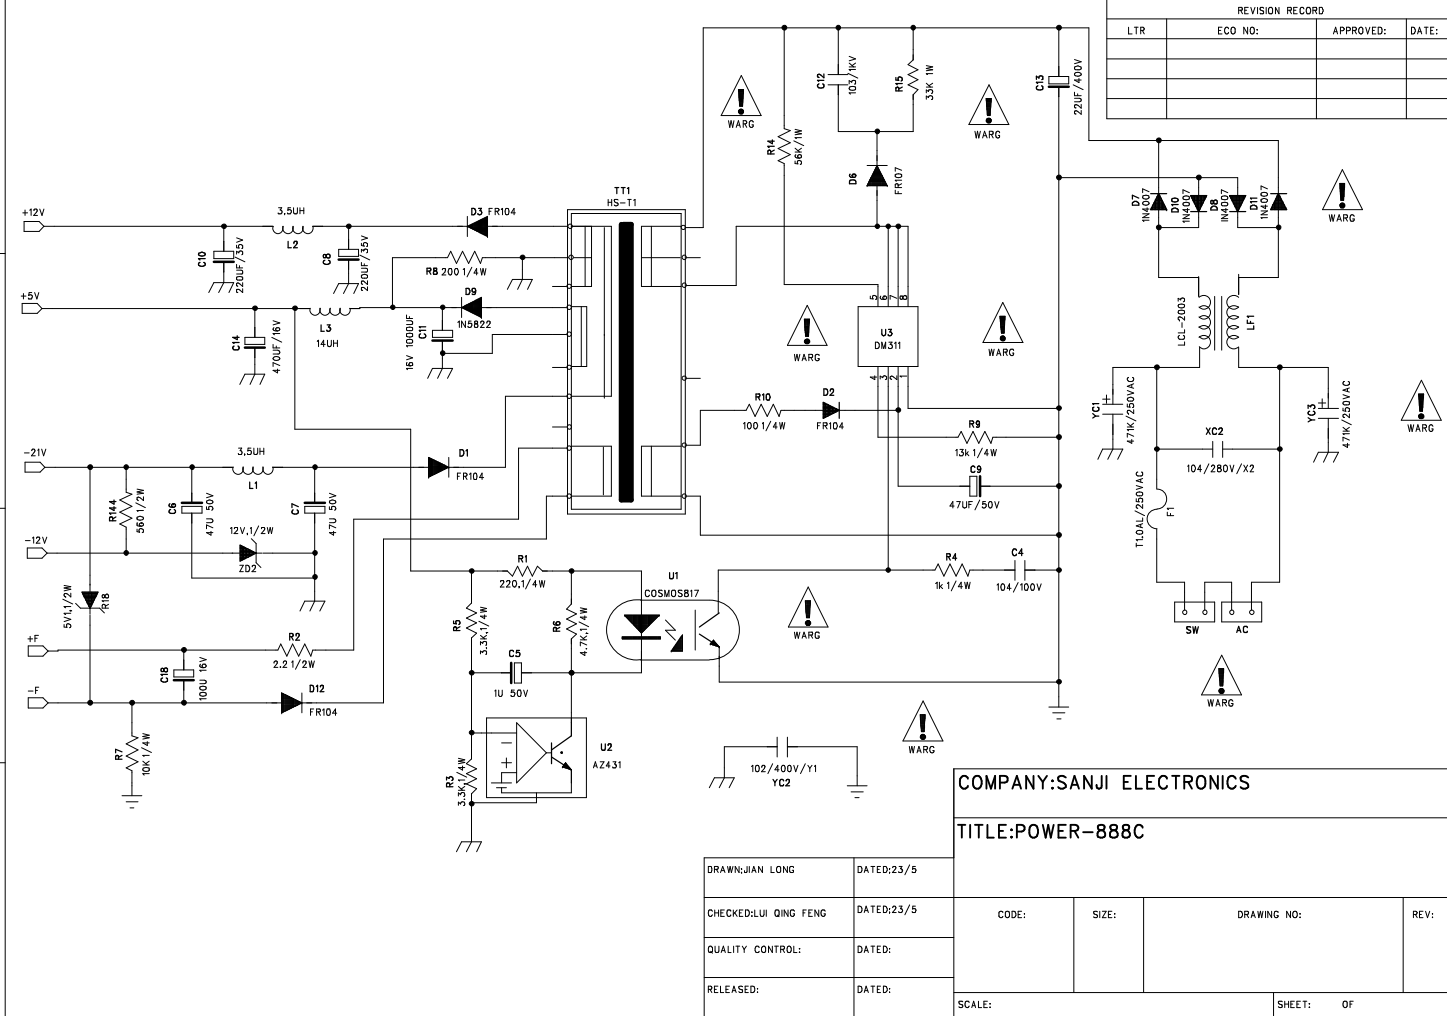 REVISION RECORD
LTR
ECO NO:
APPROVED:
DATE:
C12
103/1KV
R15
33K 1W
C13
22UF/400V
WARG
WARG
R14
56K/1W
D6
FR107
D7
1N4007
D10
1N4007
D8
IN4007
D11
1N4007
WARG
TT1
HS-T1
+12V
3,5UH
L2
D3 FR104
C10
220UF/35V
C8
220UF/35V
R8 200 1/4W
+5V
L3
14UH
D9
1N5822
C14
470UF/16V
16V 1000UF
C11
5
6
7
8
U3
DM311
4
3
2
1
WARG
WARG
LCL-2003
LF1
YC1
471K/250VAC
YC3
471K/250VAC
WARG
R10
100 1/4W
D2
FR104
R9
13k 1/4W
XC2
104/280V/X2
C9
47UF/50V
T1.0AL/250VAC
F1
-21V
3,5UH
L1
D1
FR104
R144
560 1/2W
C6
47U 50V
C7
47U 50V
-12V
12V,1/2W
ZD2
5V1,1/2W
R18
R1
220,1/4W
U1
COSMOS817
R4
1k 1/4W
C4
104/100V
SW
AC
WARG
WARG
R5
3.3K,1/4W
R6
4.7K,1/4W
+F
R2
2.2 1/2W
C18
100U 16V
C5
1U 50V
-F
D12
FR104
R7
10K 1/4W
R3
3.3K,1/4W
U2
AZ431
WARG
102/400V/Y1
YC2
COMPANY:SANJI ELECTRONICS
TITLE:POWER-888C
DRAWN;JIAN LONG
DATED;23/5
CHECKED:LUI QING FENG
DATED:23/5
CODE:
SIZE:
DRAWING NO:
REV:
QUALITY CONTROL:
DATED:
RELEASED:
DATED:
SCALE:
SHEET: OF